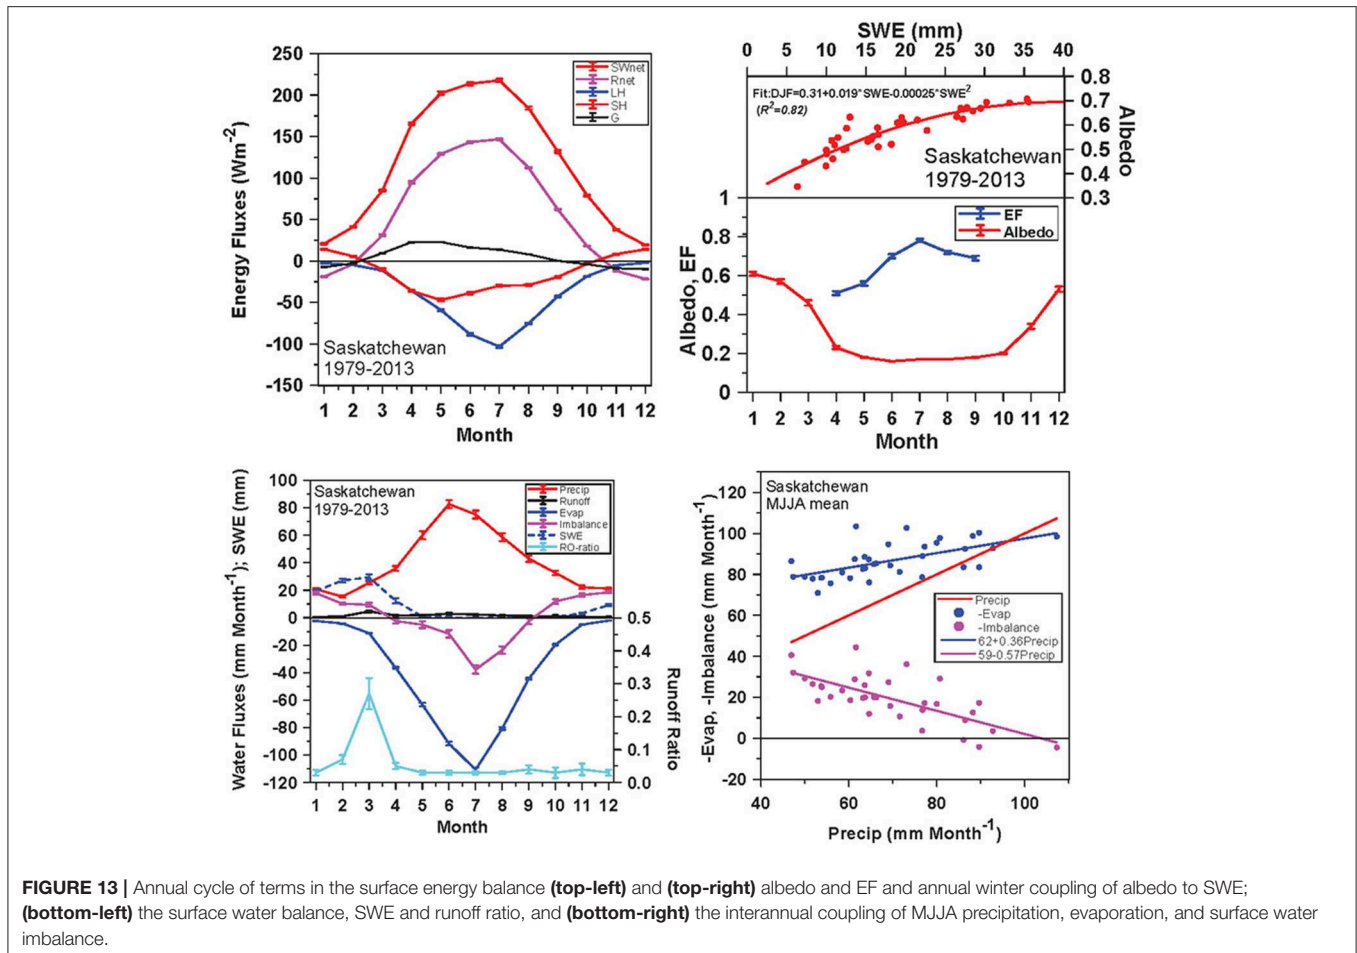 250
200
150
100
50
0
-50
-100
-150
Energy Fluxes (Wm-2)
SWnet
Rnet
LH
SH
G
Saskatchewan
1979-2013
1 2 3 4 5 6 7 8 9 10 11 12
Month
SWE (mm)
0 5 10 15 20 25 30 35 40
Fit:DJF=0.31+0.019*SWE-0.00025*SWE2
(R2=0.82)
Saskatchewan
1979-2013
0.8
0.7
0.6
0.5
0.4
0.3
Albedo
1
0.8
0.6
0.4
0.2
0
Albedo, EF
EF
Albedo
1 2 3 4 5 6 7 8 9 10 11 12
Month
100
80
60
40
20
0
-20
-40
-60
-80
-100
-120
Water Fluxes (mm Month-1); SWE (mm)
Saskatchewan
1979-2013
Precip
Runoff
Evap
Imbalance
SWE
RO-ratio
0.5
0.4
0.3
0.2
0.1
0.0
Runoff Ratio
1 2 3 4 5 6 7 8 9 10 11 12
Month
120
100
80
60
40
20
0
-20
-Evap, -Imbalance (mm Month-1)
Saskatchewan
MJJA mean
Precip
-Evap
-Imbalance
62+0.36Precip
59-0.57Precip
40 60 80 100
Precip (mm Month-1)
FIGURE 13 | Annual cycle of terms in the surface energy balance (top-left) and (top-right) albedo and EF and annual winter coupling of albedo to SWE;
(bottom-left) the surface water balance, SWE and runoff ratio, and (bottom-right) the interannual coupling of MJJA precipitation, evaporation, and surface water
imbalance.